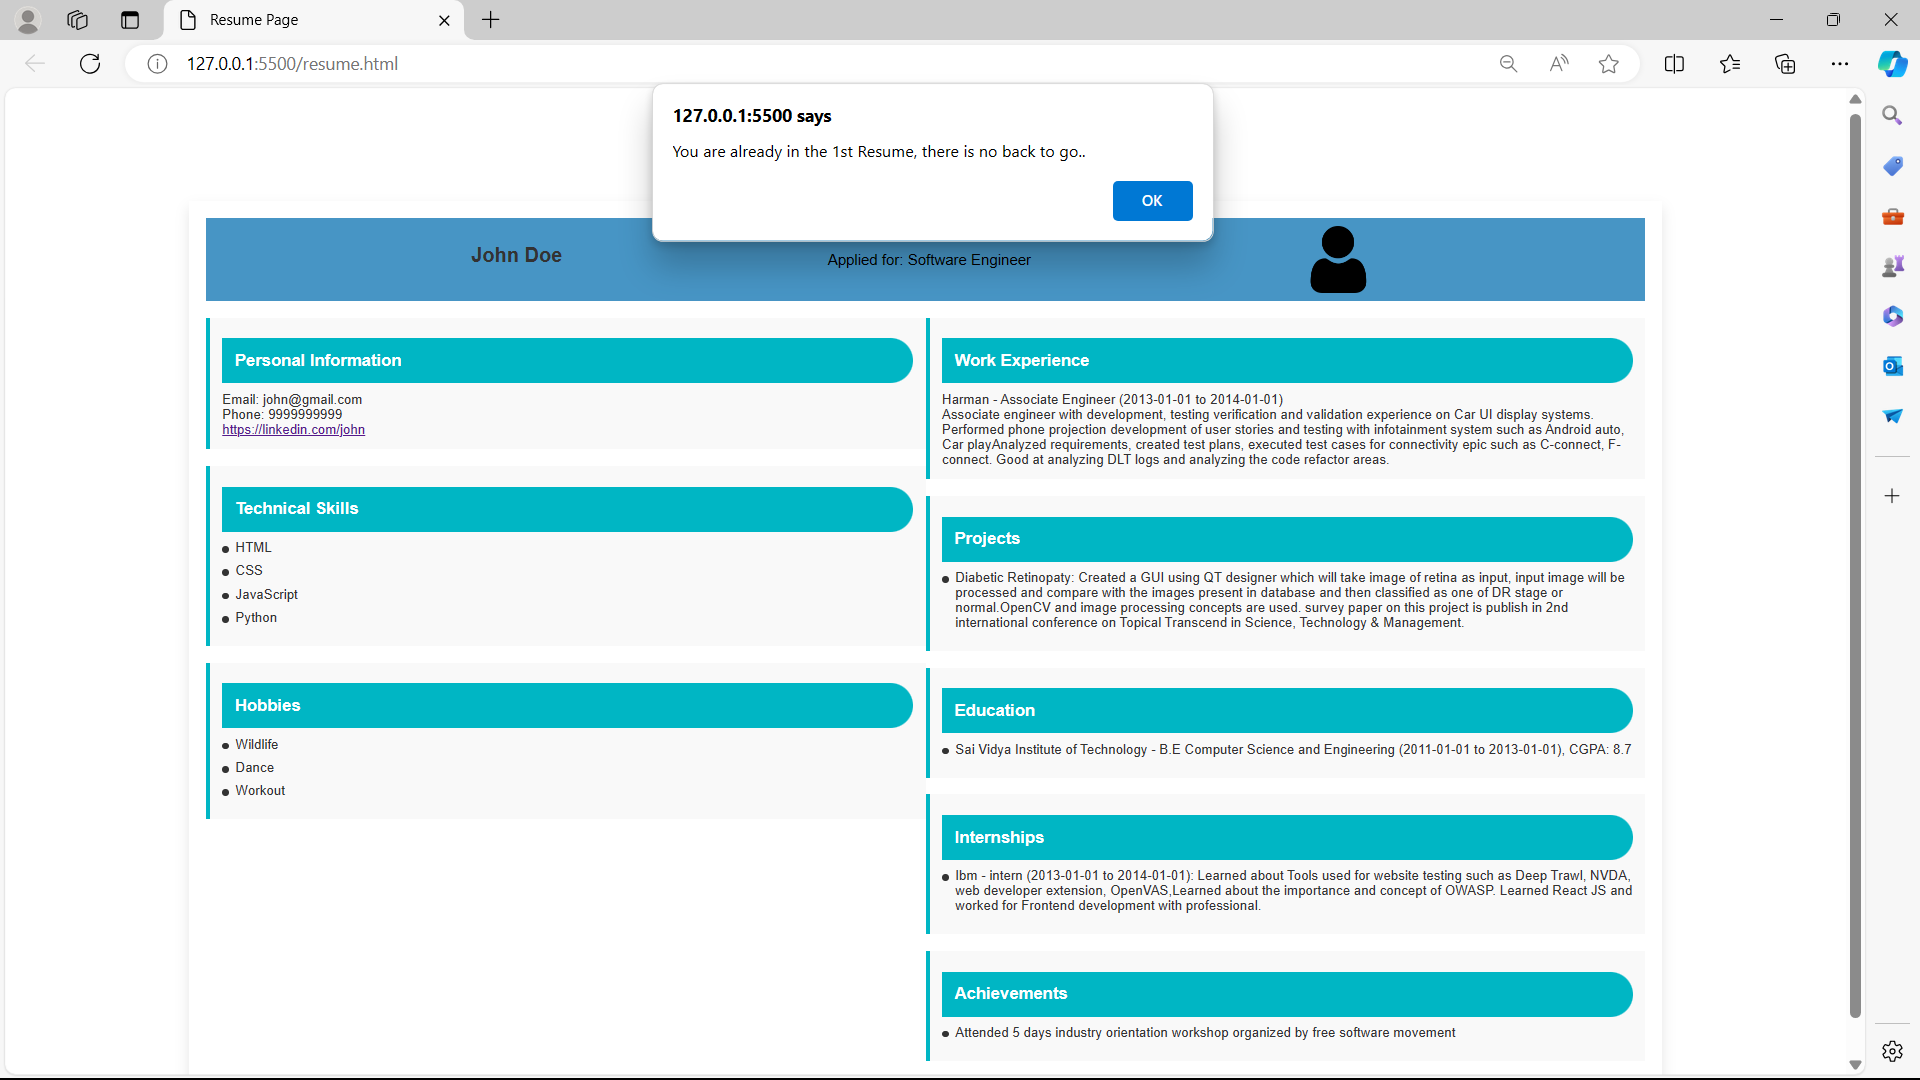 Resume Page
127.0.0.1:5500/resume.html
127.0.0.1:5500 says
You are already in the 1st Resume, there is no back to go..
OK
John Doe
Applied for: Software Engineer
Personal Information
Email: john@gmail.com
Phone: 9999999999
https://linkedin.com/john
Technical Skills
HTML
CSS
JavaScript
Python
Hobbies
Wildlife
Dance
Workout
Work Experience
Harman - Associate Engineer (2013-01-01 to 2014-01-01)
Associate engineer with development, testing verification and validation experience on Car UI display systems.
Performed phone projection development of user stories and testing with infotainment system such as Android auto,
Car playAnalyzed requirements, created test plans, executed test cases for connectivity epic such as C-connect, F-
connect. Good at analyzing DLT logs and analyzing the code refactor areas.
Projects
Diabetic Retinopaty: Created a GUI using QT designer which will take image of retina as input, input image will be
processed and compare with the images present in database and then classified as one of DR stage or
normal.OpenCV and image processing concepts are used. survey paper on this project is publish in 2nd
international conference on Topical Transcend in Science, Technology & Management.
Education
Sai Vidya Institute of Technology - B.E Computer Science and Engineering (2011-01-01 to 2013-01-01), CGPA: 8.7
Internships
Ibm - intern (2013-01-01 to 2014-01-01): Learned about Tools used for website testing such as Deep Trawl, NVDA,
web developer extension, OpenVAS,Learned about the importance and concept of OWASP. Learned React JS and
worked for Frontend development with professional.
Achievements
Attended 5 days industry orientation workshop organized by free software movement